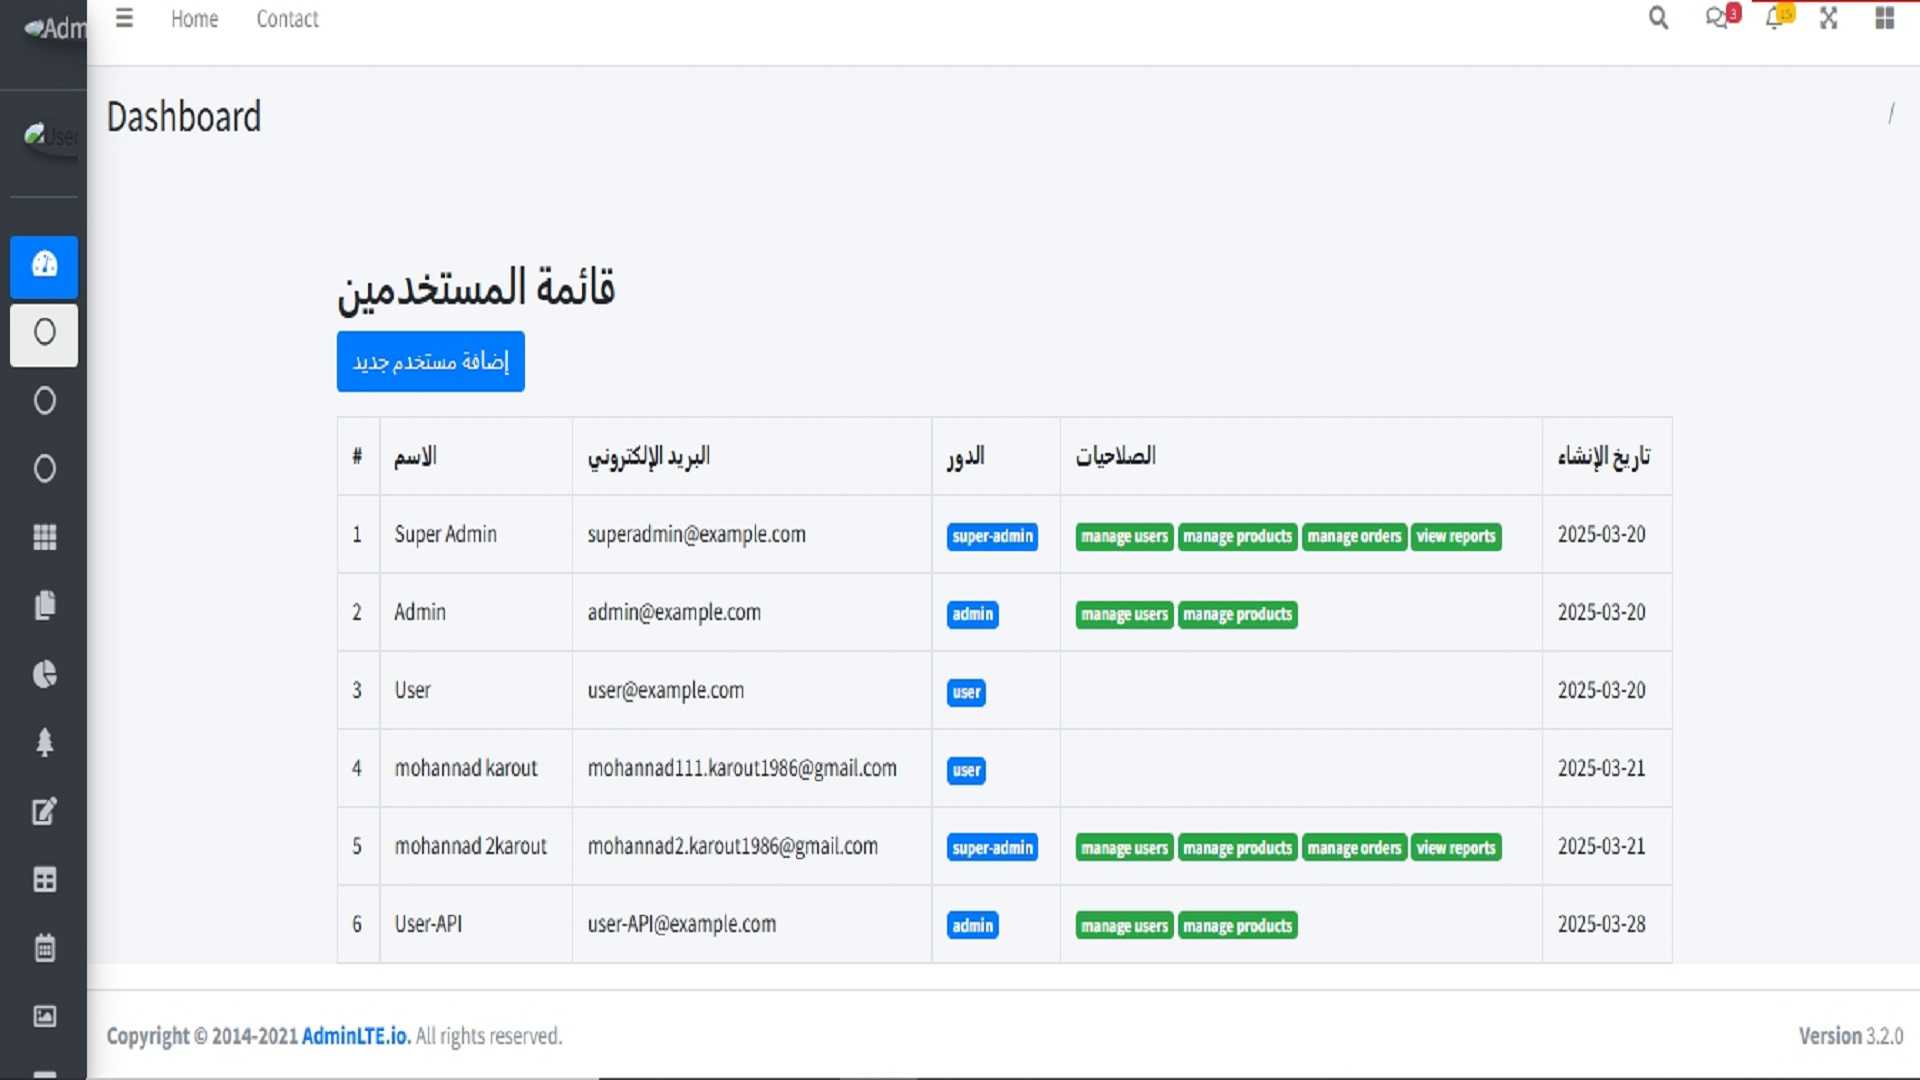 Adm
Home Contact
3
15
Dashboard
/
User
قائمة المستخدمين
إضافة مستخدم جديد
# الاسم البريد الإلكتروني الدور الصلاحيات تاريخ الإنشاء
1 Super Admin superadmin@example.com super-admin manage users manage products manage orders view reports 2025-03-20
2 Admin admin@example.com admin manage users manage products 2025-03-20
3 User user@example.com user 2025-03-20
4 mohannad karout mohannad111.karout1986@gmail.com user 2025-03-21
5 mohannad 2karout mohannad2.karout1986@gmail.com super-admin manage users manage products manage orders view reports 2025-03-21
6 User-API user-API@example.com admin manage users manage products 2025-03-28
Copyright © 2014-2021 AdminLTE.io. All rights reserved.
Version 3.2.0